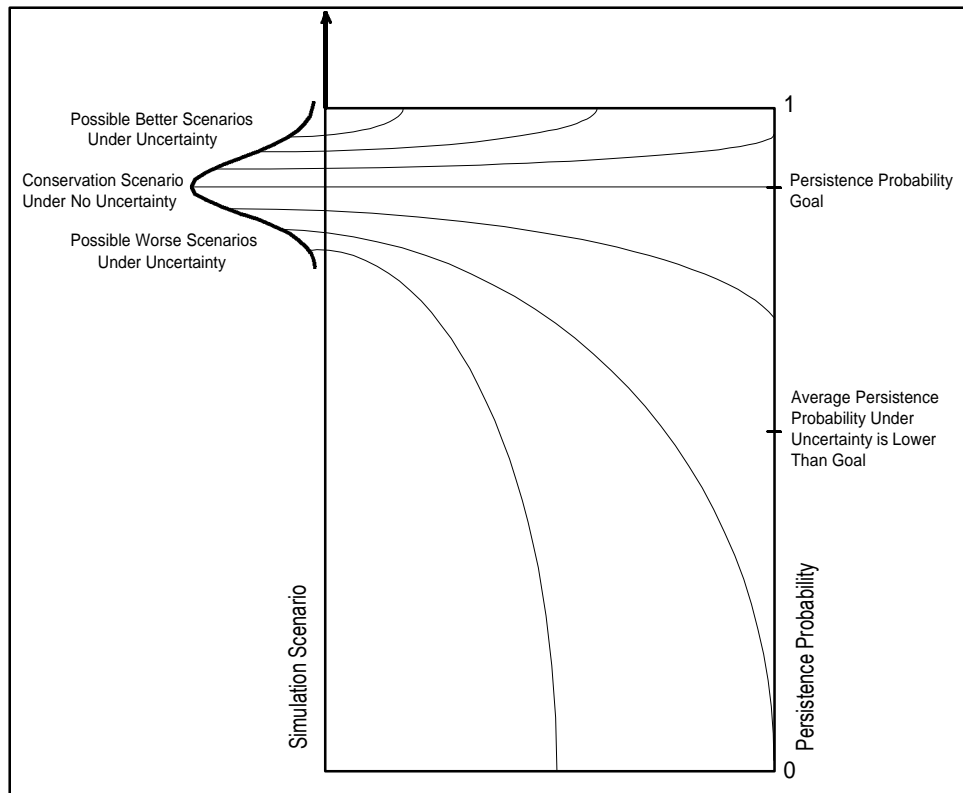 Possible Better Scenarios
Under Uncertainty
Conservation Scenario
Under No Uncertainty
Possible Worse Scenarios
Under Uncertainty
Simulation Scenario
1
Persistence Probability
Goal
Average Persistence
Probability Under
Uncertainty is Lower
Than Goal
Persistence Probability
0